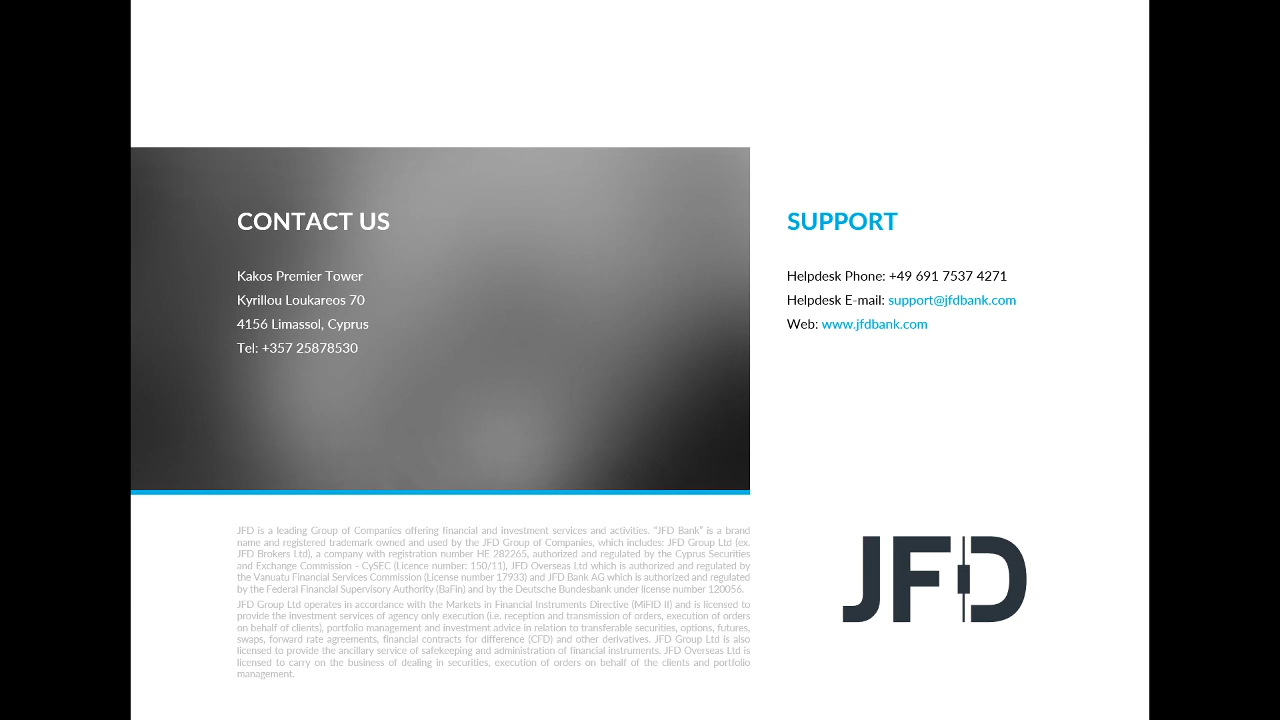 CONTACT US
Kakos Premier Tower
Kyrillou Loukareos 70
4156 Limassol, Cyprus
Tel: +357 25878530
SUPPORT
Helpdesk Phone: +49 691 7537 4271
Helpdesk E-mail: support@jfdbank.com
Web: www.jfdbank.com
JFD is a leading Group of Companies offering financial and investment services and activities. “JFD Bank” is a brand
name and registered trademark owned and used by the JFD Group of Companies, which includes: JFD Group Ltd (ex.
JFD Brokers Ltd), a company with registration number HE 282265, authorized and regulated by the Cyprus Securities
and Exchange Commission - CySEC (Licence number: 150/11), JFD Overseas Ltd which is authorized and regulated by
the Vanuatu Financial Services Commission (License number 17933) and JFD Bank AG which is authorized and regulated
by the Federal Financial Supervisory Authority (BaFin) and by the Deutsche Bundesbank under license number 120056.
JFD Group Ltd operates in accordance with the Markets in Financial Instruments Directive (MiFID II) and is licensed to
provide the investment services of agency only execution (i.e. reception and transmission of orders, execution of orders
on behalf of clients), portfolio management and investment advice in relation to transferable securities, options, futures,
swaps, forward rate agreements, financial contracts for difference (CFD) and other derivatives. JFD Group Ltd is also
licensed to provide the ancillary service of safekeeping and administration of financial instruments. JFD Overseas Ltd is
licensed to carry on the business of dealing in securities, execution of orders on behalf of the clients and portfolio
management.
JFD